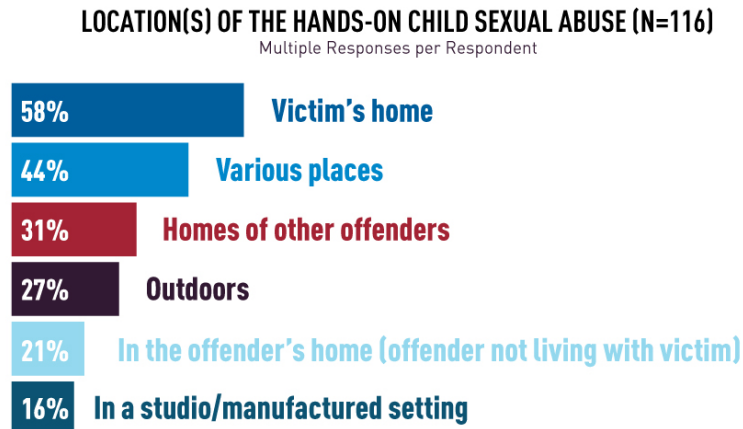 LOCATION(S) OF THE HANDS-ON CHILD SEXUAL ABUSE (N=116)
Multiple Responses per Respondent
58% Victim's home
44% Various places
31% Homes of other offenders
27% Outdoors
21% In the offender's home (offender not living with victim)
16% In a studio/manufactured setting